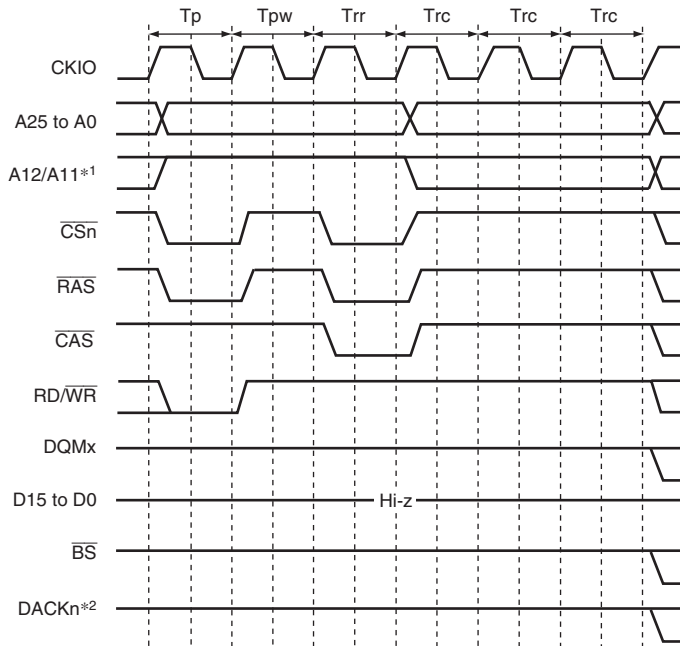 Tp Tpw Trr Trc Trc Trc
CKIO
A25 to A0
A12/A11*1
CSn
RAS
CAS
RD/WR
DQMx
D15 to D0 Hi-z
BS
DACKn*2